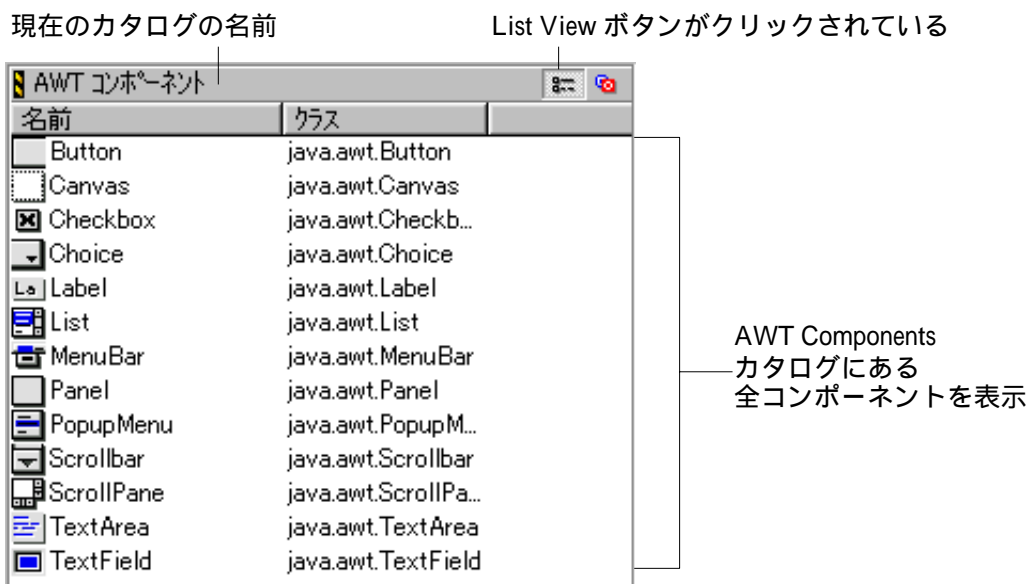 現在のカタログの名前
List View ボタンがクリックされている
AWT コンポーネント
名前 クラス
Button java.awt.Button
Canvas java.awt.Canvas
Checkbox java.awt.Checkb...
Choice java.awt.Choice
La Label java.awt.Label
List java.awt.List
MenuBar java.awt.MenuBar
Panel java.awt.Panel
PopupMenu java.awt.PopupM...
Scrollbar java.awt.Scrollbar
ScrollPane java.awt.ScrollPa...
TextArea java.awt.TextArea
TextField java.awt.TextField
AWT Components
カタログにある
全コンポーネントを表示